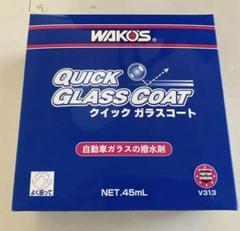 WAKO'S®
QUICK
GLASS COAT
クイック ガラスコート
自動車ガラスの撥水剤
よく振って
NET.45mL
V313